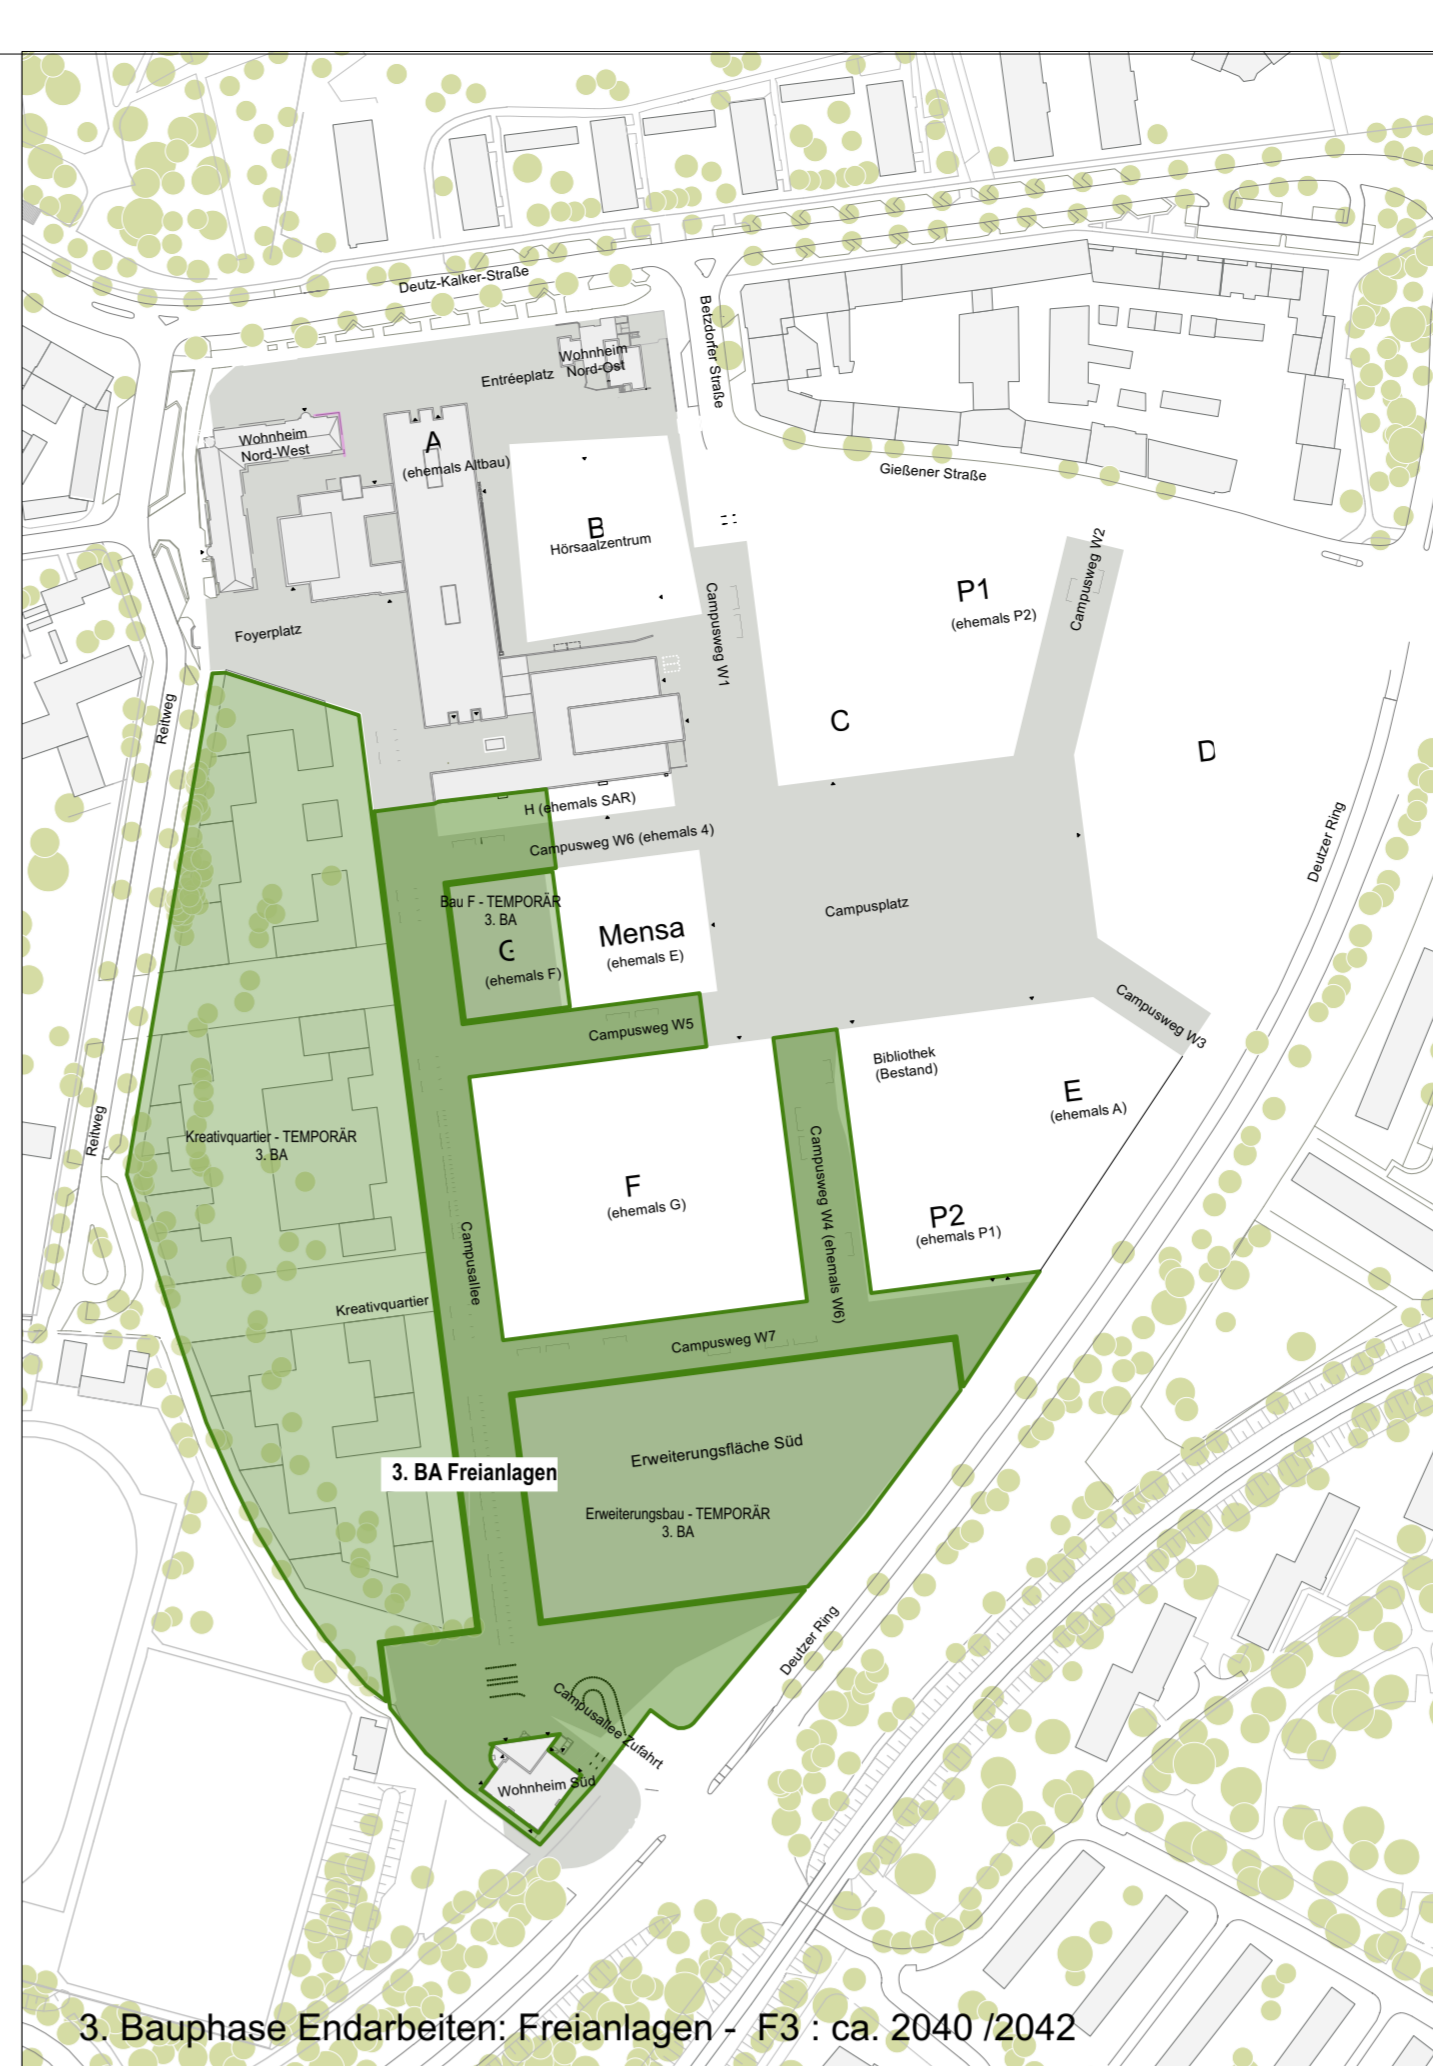 Deutz-Kalker-Straße
Betzdorfer Straße
Wohnheim
Nord-Ost
Entréeplatz
Wohnheim
Nord-West
A
(ehemals Altbau)
Gießener Straße
B
Hörsaalzentrum
Campusweg W2
P1
(ehemals P2)
Campusweg W1
Foyerplatz
Reitweg
C
D
H (ehemals SAR)
Campusweg W6 (ehemals 4)
Deutzer Ring
Bau F - TEMPORÄR
3. BA
G
(ehemals F)
Mensa
(ehemals E)
Campusplatz
Campusweg W3
Campusweg W5
Bibliothek
(Bestand)
E
(ehemals A)
Reitweg
Kreativquartier - TEMPORÄR
3. BA
F
(ehemals G)
Campusweg W4 (ehemals W6)
P2
(ehemals P1)
Campusallee
Kreativquartier
Campusweg W7
Erweiterungsfläche Süd
3. BA Freianlagen
Erweiterungsbau - TEMPORÄR
3. BA
Deutzer Ring
Campusallee Zufahrt
Wohnheim Süd
3. Bauphase Endarbeiten: Freianlagen - F3 : ca. 2040 /2042